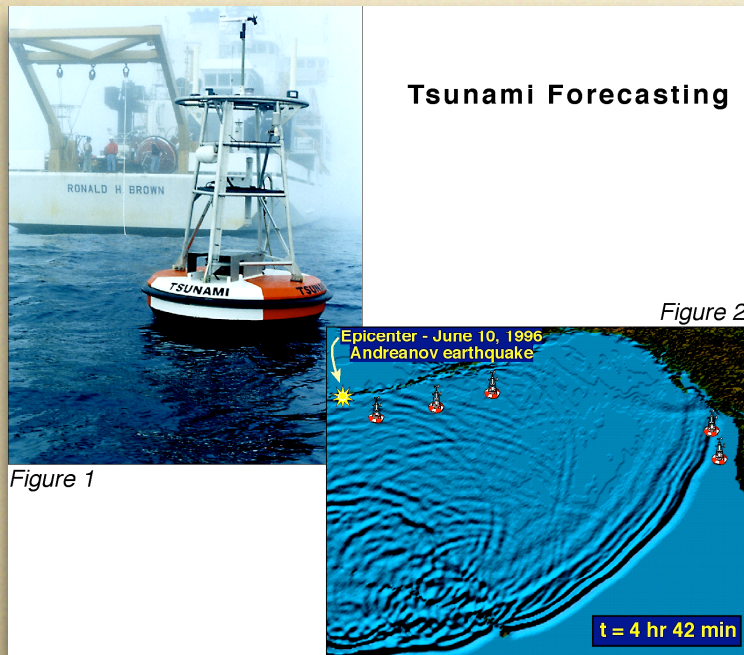 Tsunami Forecasting
RONALD H BROWN
TSUNAMI
Figure 1
Figure 2
Epicenter - June 10, 1996
Andreanov earthquake
t = 4 hr 42 min